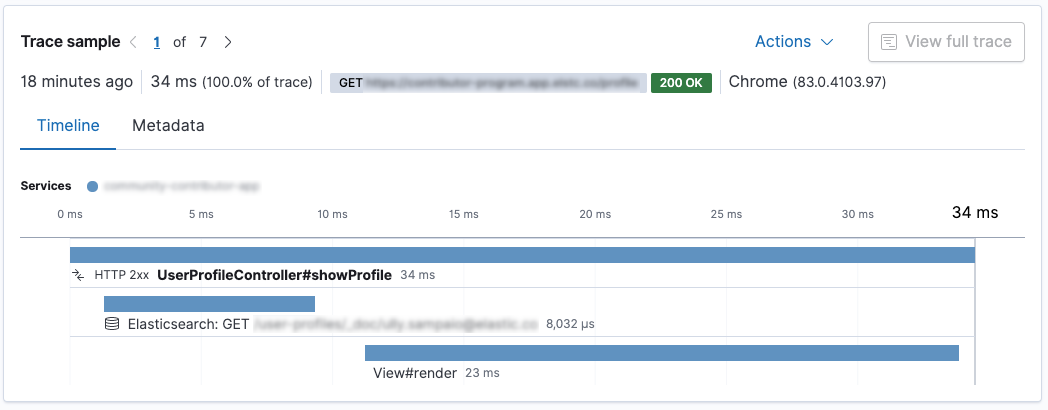 Trace sample 1 of 7 Actions View full trace
18 minutes ago 34 ms (100.0% of trace) GET 200 OK Chrome (83.0.4103.97)
Timeline Metadata
Services
0 ms 5 ms 10 ms 15 ms 20 ms 25 ms 30 ms 34 ms
HTTP 2xx UserProfileController#showProfile 34 ms
Elasticsearch: GET 8,032 μs
View#render 23 ms